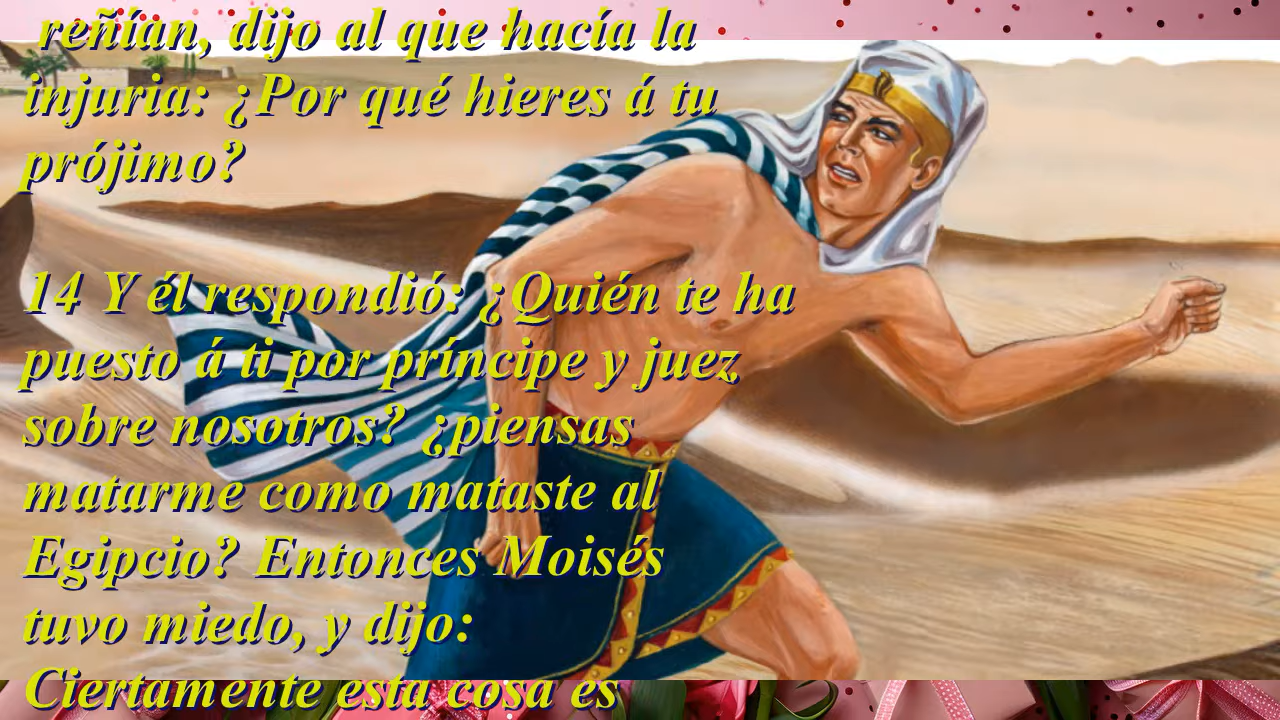 reñían, dijo al que hacía la
injuria: ¿Por qué hieres á tu
prójimo?
14 Y él respondió: ¿Quién te ha
puesto á ti por príncipe y juez
sobre nosotros? ¿piensas
matarme como mataste al
Egipcio? Entonces Moisés
tuvo miedo, y dijo:
Ciertamente esta cosa es